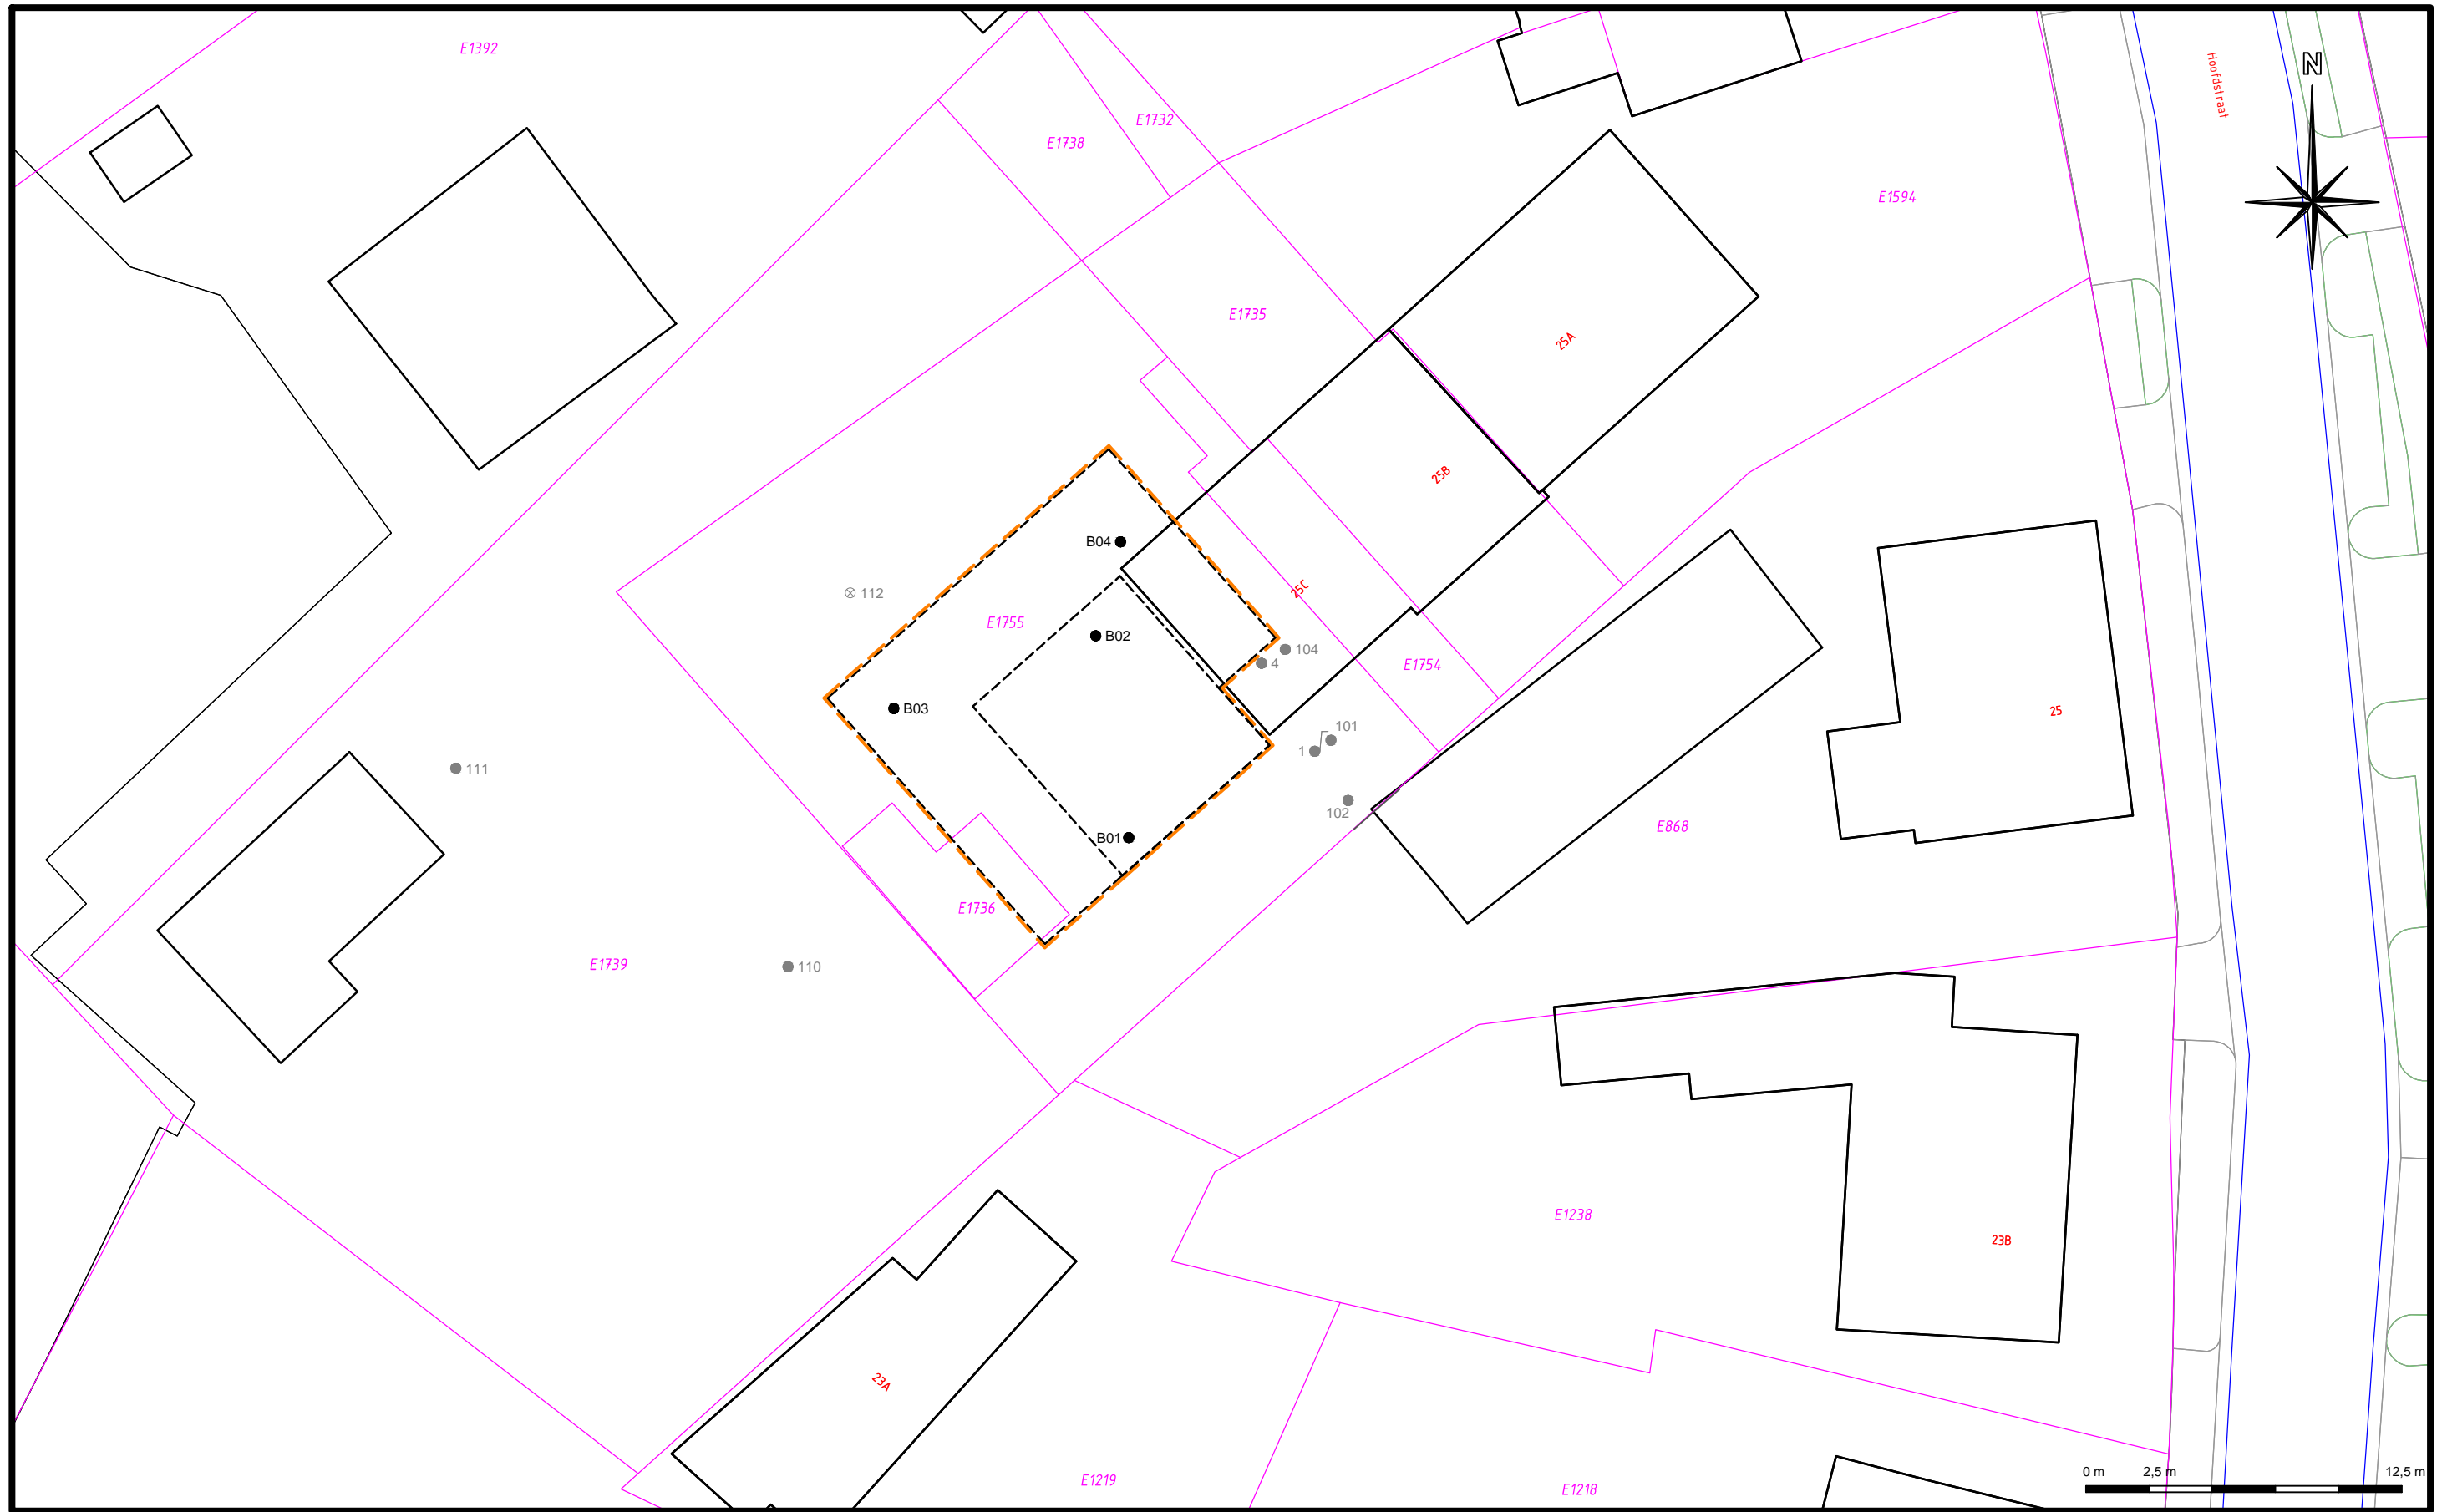 E1392
Hoofdstraat
N
E1732
E1738
E1594
E1735
25A
25B
B04
25C
112
E1755
B02
104
4
E1754
B03
25
101
1
111
102
E868
B01
E1736
E1739
110
E1238
23B
23A
E1219
E1218
0 m 2,5 m 12,5 m